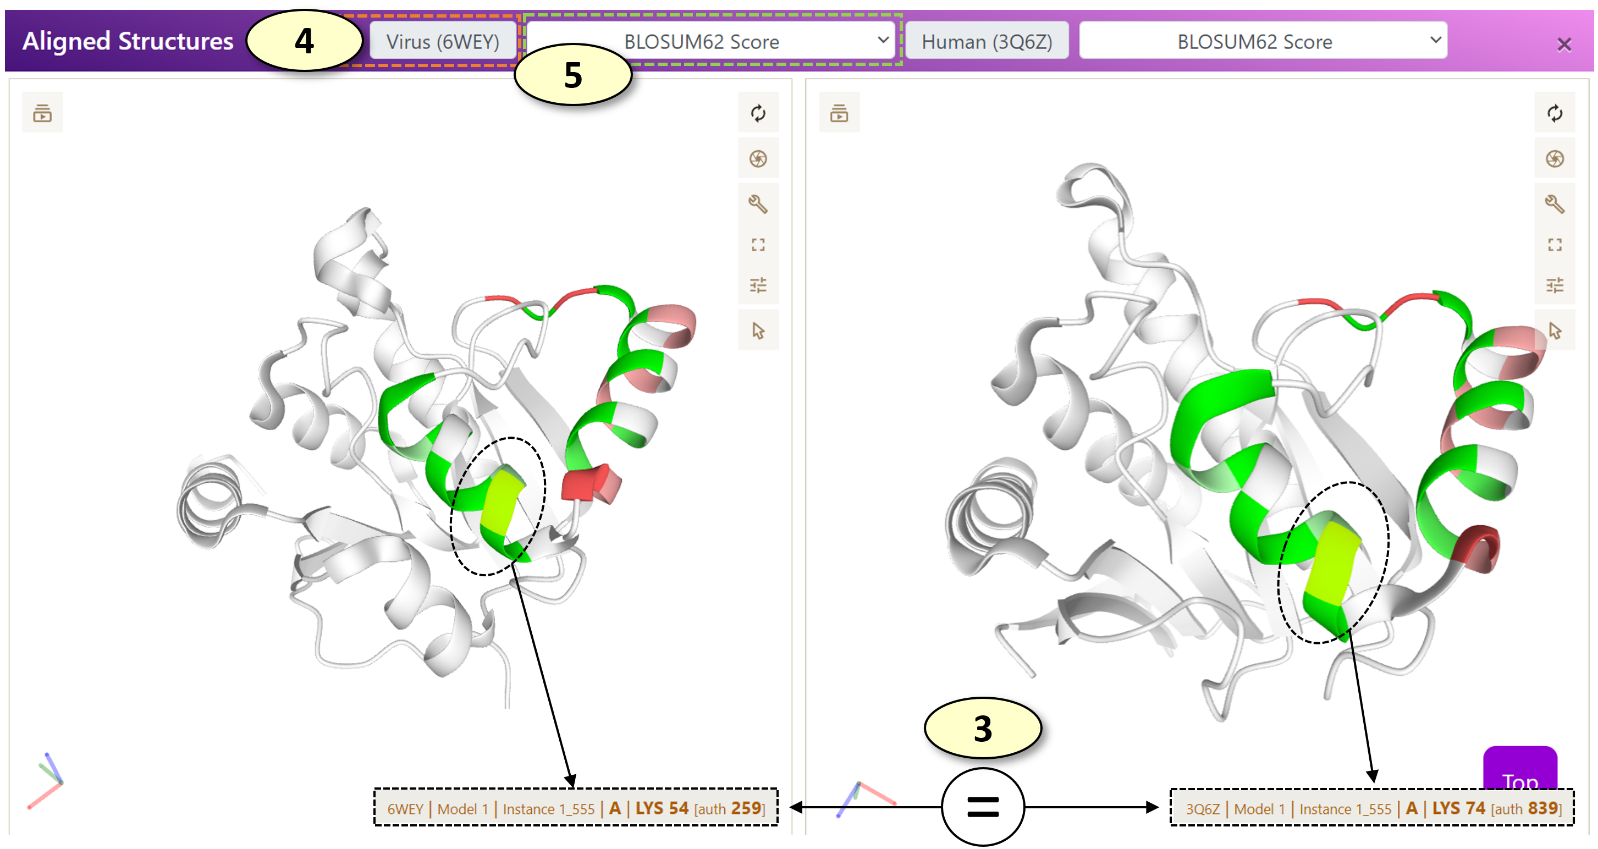 Aligned Structures
4
Virus (6WEY)
BLOSUM62 Score
Human (3Q6Z)
BLOSUM62 Score
×
5
3
Top
6WEY | Model 1 | Instance 1_555 | A | LYS 54 [auth 259]
=
3Q6Z | Model 1 | Instance 1_555 | A | LYS 74 [auth 839]